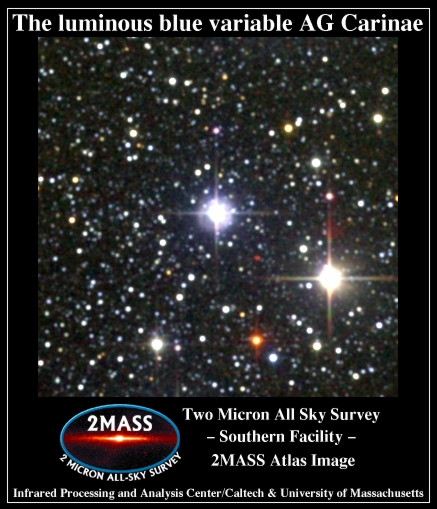 The luminous blue variable AG Carinae
2MASS
2 MICRON ALL-SKY SURVEY
Two Micron All Sky Survey
– Southern Facility –
2MASS Atlas Image
Infrared Processing and Analysis Center/Caltech & University of Massachusetts